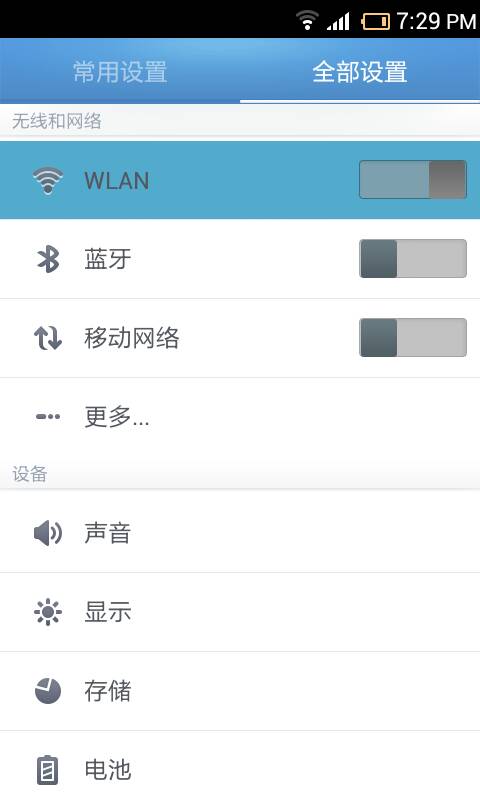 7:29 PM
常用设置
全部设置
无线和网络
WLAN
蓝牙
移动网络
更多...
设备
声音
显示
存储
电池